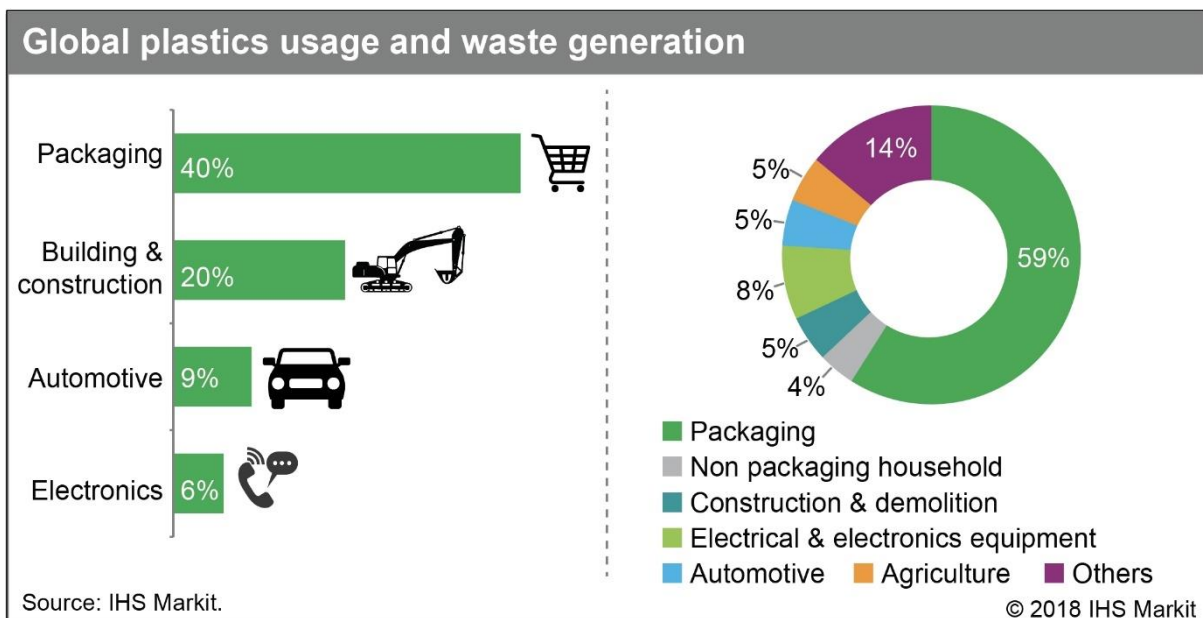 Global plastics usage and waste generation
Packaging
40%
Building &
construction
20%
Automotive
9%
Electronics
6%
14%
5%
5%
8%
5%
4%
59%
Packaging
Non packaging household
Construction & demolition
Electrical & electronics equipment
Automotive Agriculture Others
Source: IHS Markit.
© 2018 IHS Markit